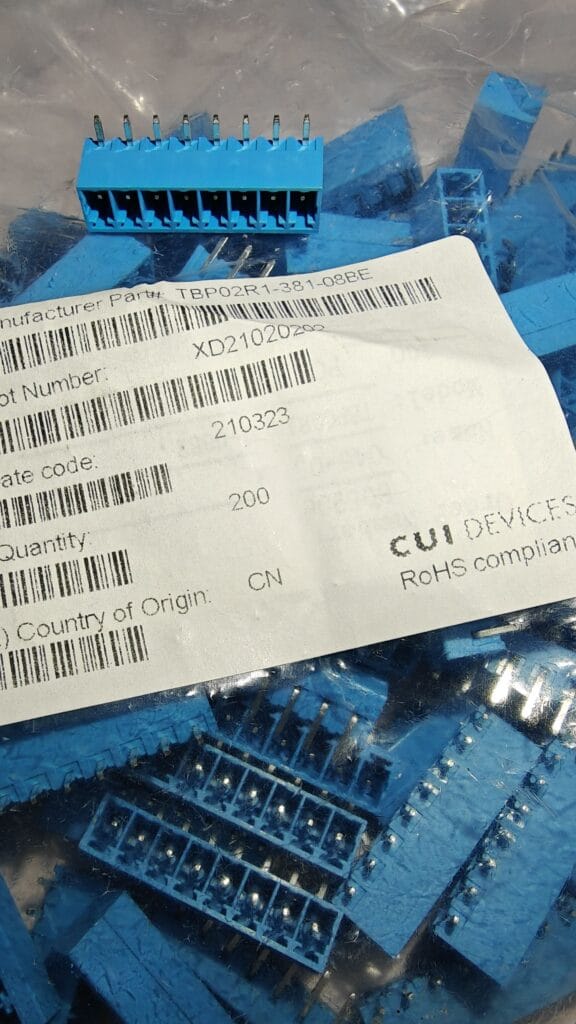 nufacturer Part#: TBP02R1-381-08BE
ot Number:
XD21020202
ate code:
210323
Quantity:
200
) Country of Origin:
CN
CUI DEVICES
RoHS complian